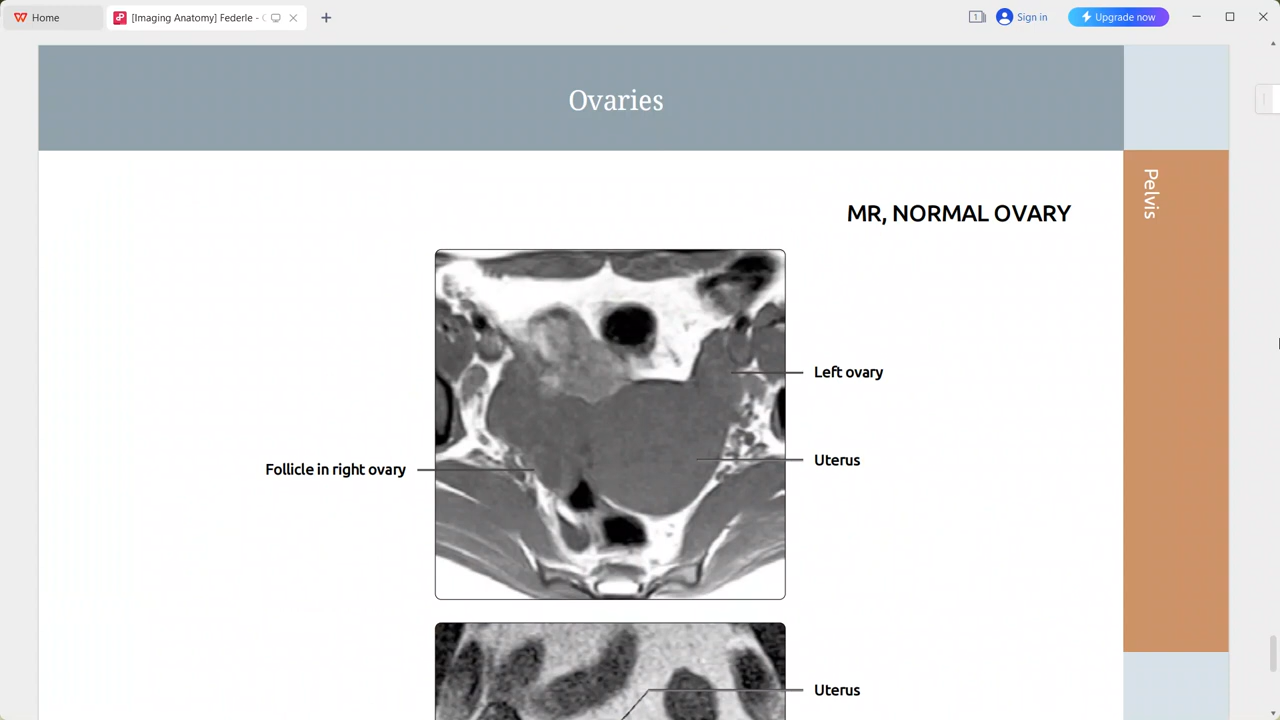 Home
[Imaging Anatomy] Federle -
Sign in
Upgrade now
Ovaries
Pelvis
MR, NORMAL OVARY
Left ovary
Uterus
Follicle in right ovary
Uterus